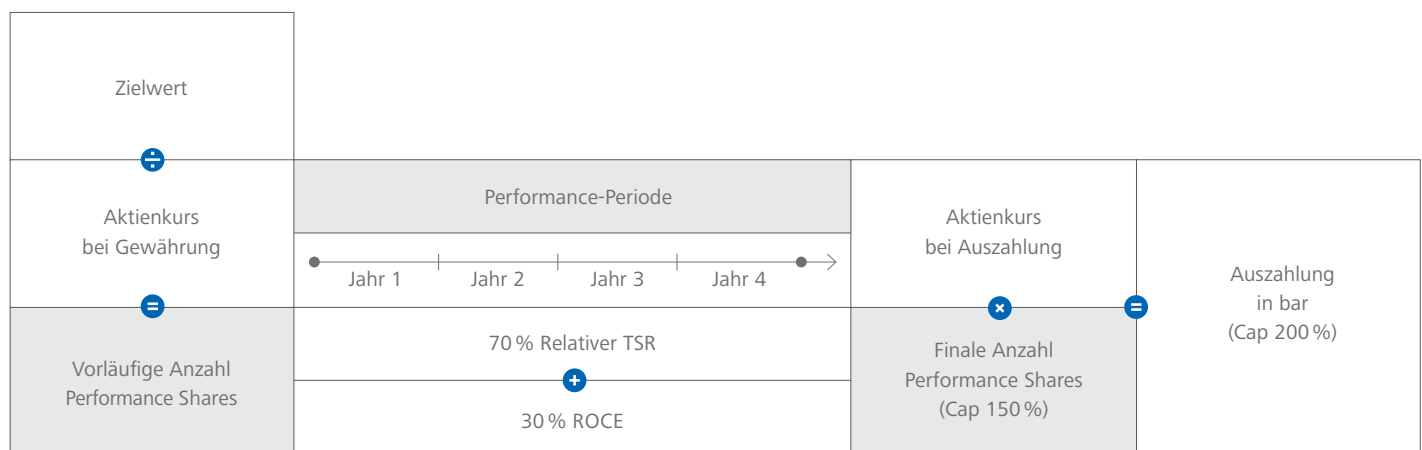 Zielwert
÷
Aktienkurs
bei Gewährung
=
Vorläufige Anzahl
Performance Shares
Performance-Periode
Jahr 1
Jahr 2
Jahr 3
Jahr 4
70 % Relativer TSR
+
30 % ROCE
Aktienkurs
bei Auszahlung
×
Finale Anzahl
Performance Shares
(Cap 150 %)
=
Auszahlung
in bar
(Cap 200 %)